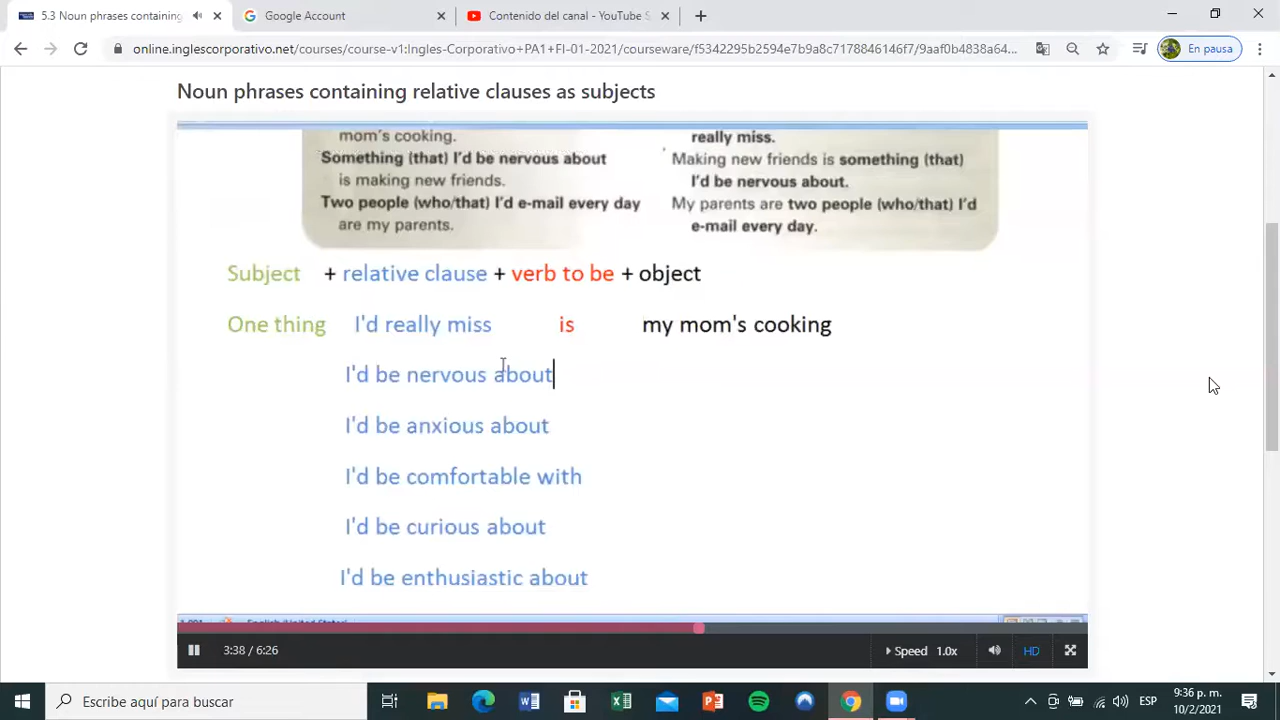 5.3 Noun phrases containing
Google Account
Contenido del canal - YouTube S
online.inglescorporativo.net/courses/course-v1:Ingles-Corporativo+PA1+FI-01-2021/courseware/f5342295b2594e7b9a8c7178846146f7/9aaf0b4838a64...
En pausa
Noun phrases containing relative clauses as subjects
mom's cooking.
Something (that) I'd be nervous about
is making new friends.
Two people (who/that) I'd e-mail every day
are my parents.
really miss.
Making new friends is something (that)
I'd be nervous about.
My parents are two people (who/that) I'd
e-mail every day.
Subject + relative clause + verb to be + object
One thing I'd really miss is my mom's cooking
I'd be nervous about
I'd be anxious about
I'd be comfortable with
I'd be curious about
I'd be enthusiastic about
English (United States)
3:38 / 6:26
Speed 1.0x
HD
Escribe aquí para buscar
ESP
9:36 p. m.
10/2/2021